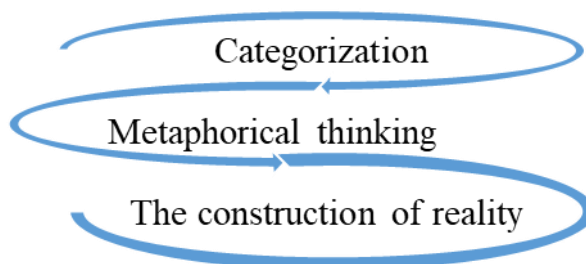 Categorization
Metaphorical thinking
The construction of reality